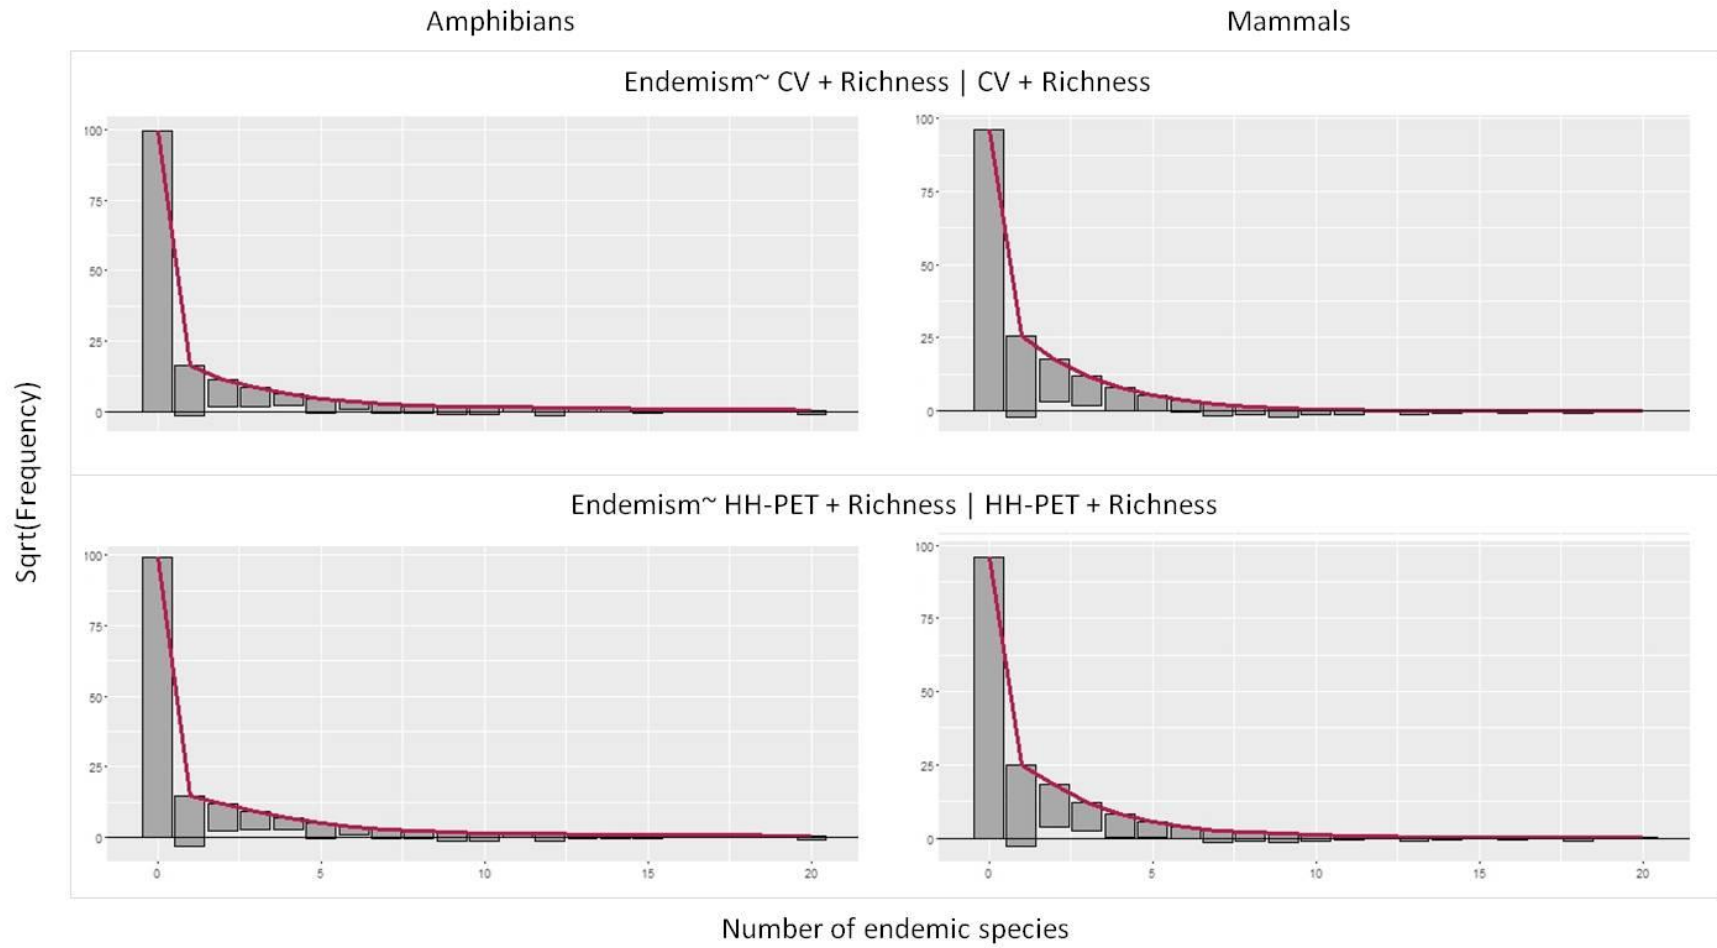 Amphibians
Mammals
Endemism~ CV + Richness | CV + Richness
100
75
50
25
0
100
75
50
25
0
Sqrt(Frequency)
Endemism~ HH-PET + Richness | HH-PET + Richness
100
75
50
25
0
0 5 10 15 20
100
75
50
25
0
0 5 10 15 20
Number of endemic species